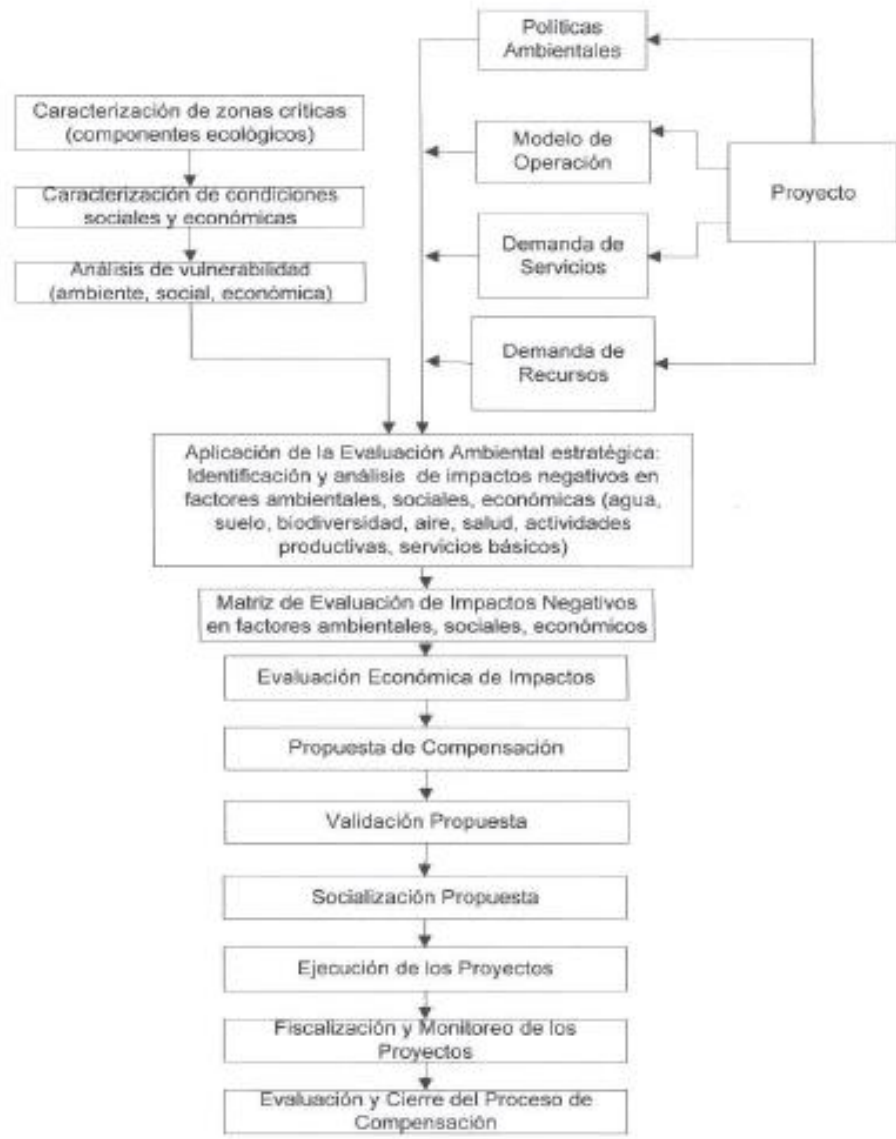 Políticas
Ambientales
Caracterización de zonas críticas
(componentes ecológicos)
Modelo de
Operación
Proyecto
Caracterización de condiciones
sociales y económicas
Demanda de
Servicios
Análisis de vulnerabilidad
(ambiente, social, económica)
Demanda de
Recursos
Aplicación de la Evaluación Ambiental estratégica:
Identificación y análisis de impactos negativos en
factores ambientales, sociales, económicas (agua,
suelo, biodiversidad, aire, salud, actividades
productivas, servicios básicos)
Matriz de Evaluación de Impactos Negativos
en factores ambientales, sociales, económicos
Evaluación Económica de Impactos
Propuesta de Compensación
Validación Propuesta
Socialización Propuesta
Ejecución de los Proyectos
Fiscalización y Monitoreo de los
Proyectos
Evaluación y Cierre del Proceso de
Compensación